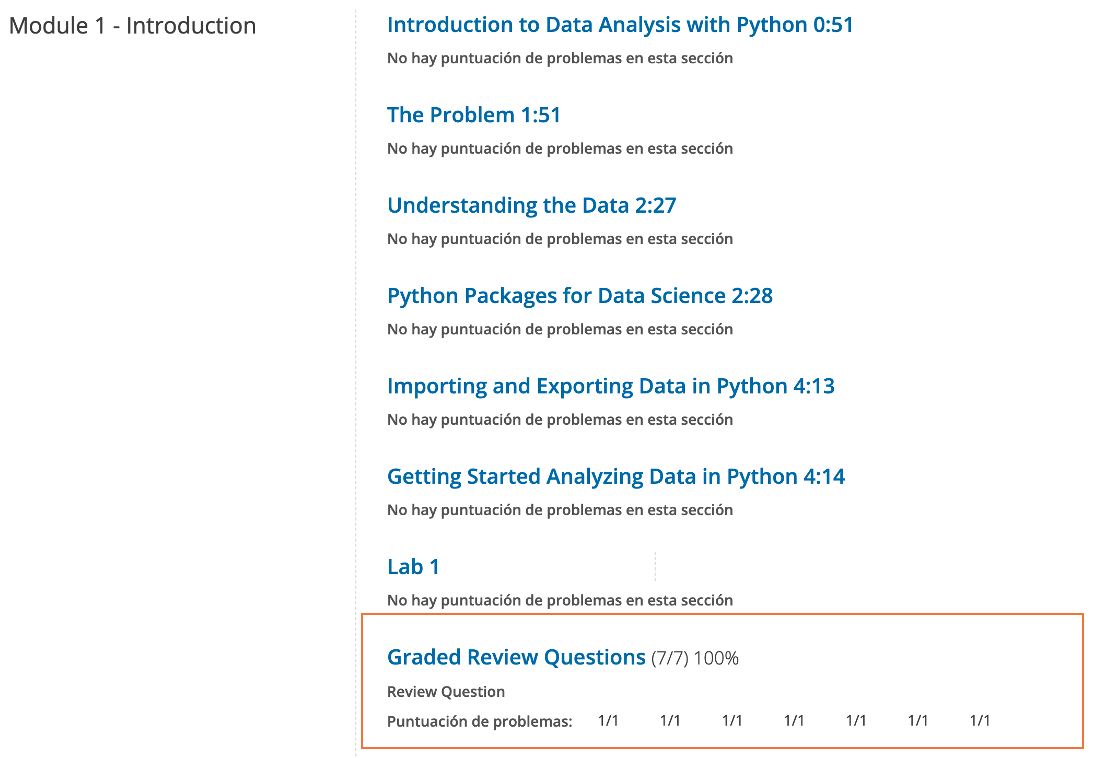 Module 1 - Introduction
Introduction to Data Analysis with Python 0:51
No hay puntuación de problemas en esta sección
The Problem 1:51
No hay puntuación de problemas en esta sección
Understanding the Data 2:27
No hay puntuación de problemas en esta sección
Python Packages for Data Science 2:28
No hay puntuación de problemas en esta sección
Importing and Exporting Data in Python 4:13
No hay puntuación de problemas en esta sección
Getting Started Analyzing Data in Python 4:14
No hay puntuación de problemas en esta sección
Lab 1
No hay puntuación de problemas en esta sección
Graded Review Questions (7/7) 100%
Review Question
Puntuación de problemas: 1/1 1/1 1/1 1/1 1/1 1/1 1/1